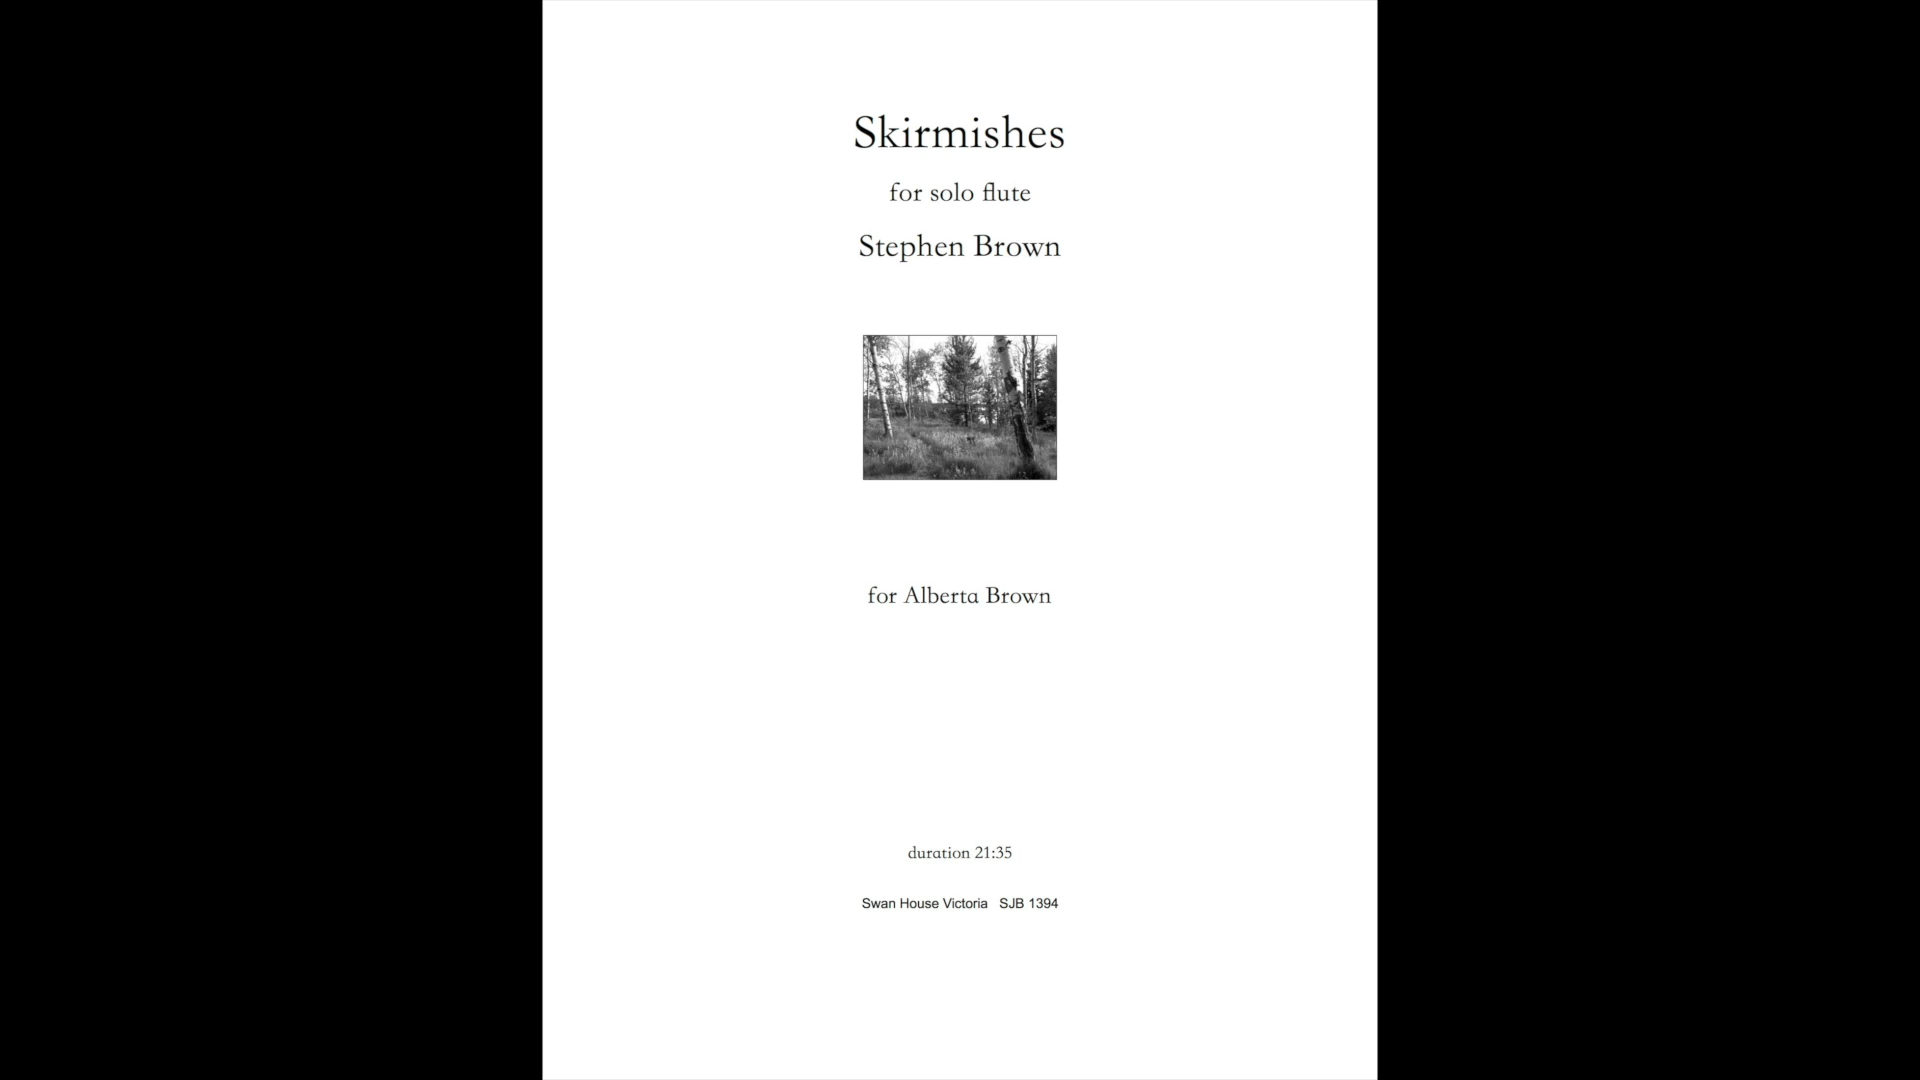 Skirmishes
for solo flute
Stephen Brown
for Alberta Brown
duration 21:35
Swan House Victoria SJB 1394